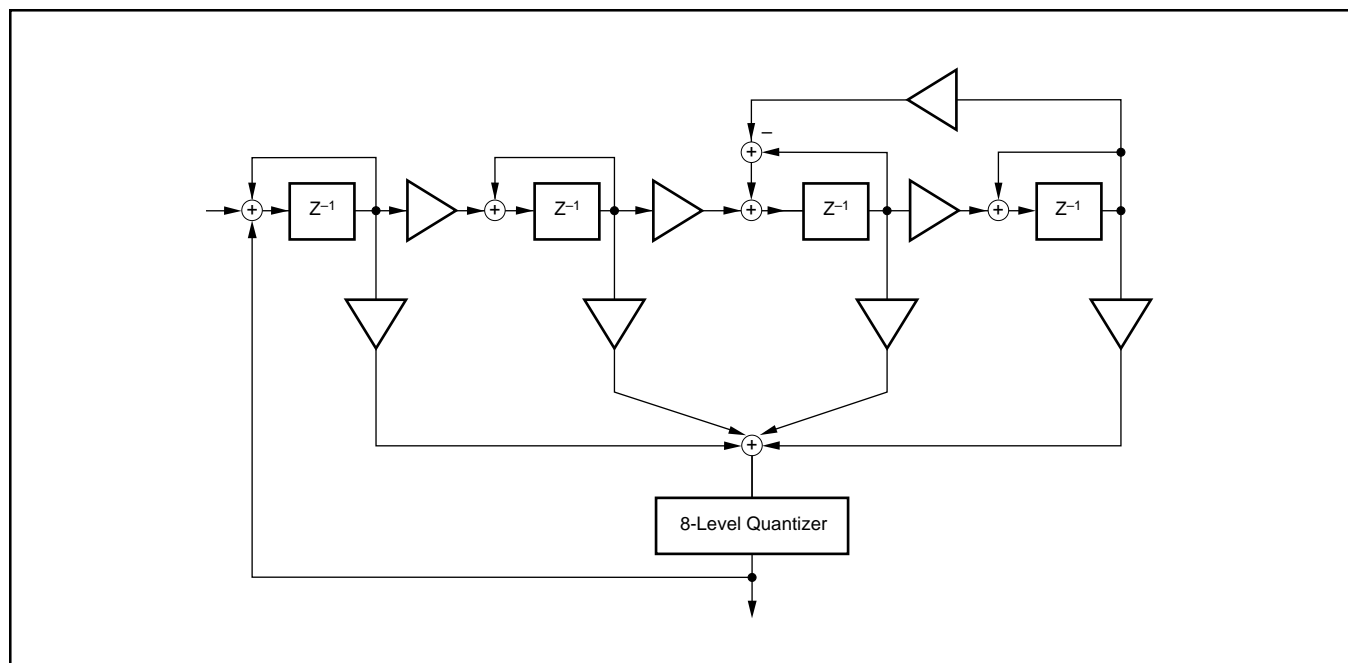 –
+
+ Z⁻¹ + Z⁻¹ + Z⁻¹ + Z⁻¹
+
8-Level Quantizer